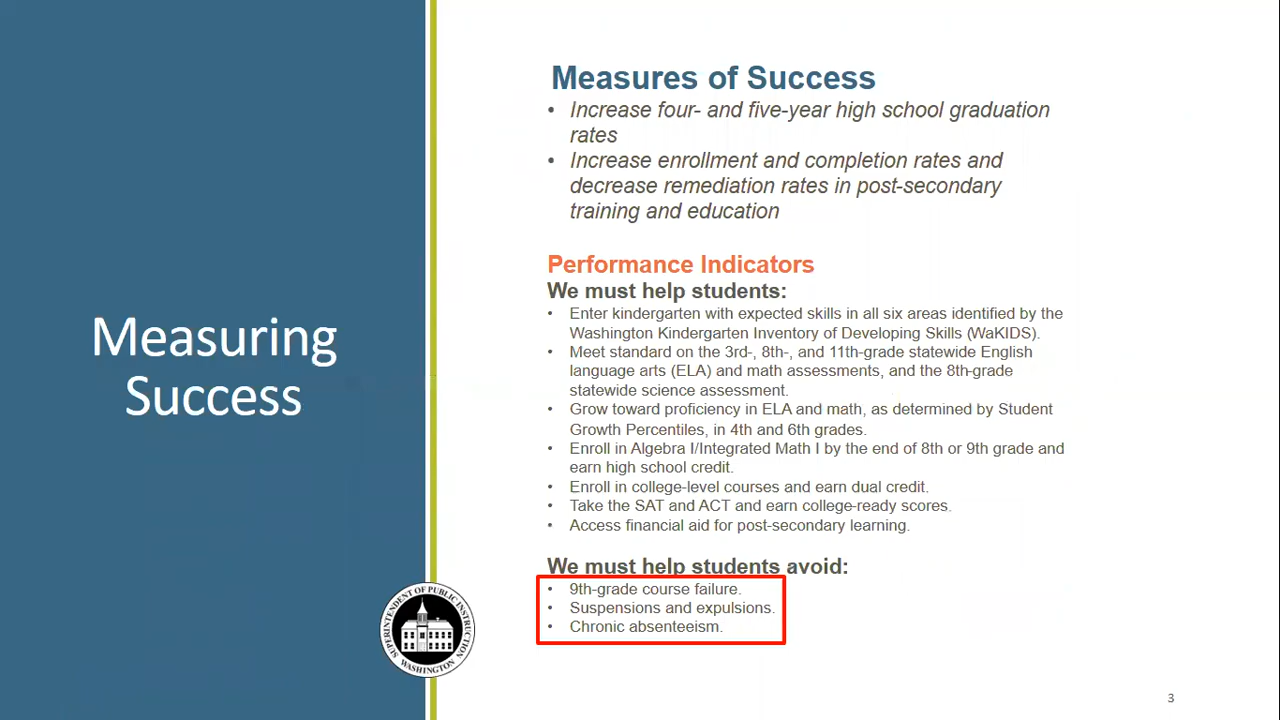 Measuring
Success
Measures of Success
• Increase four- and five-year high school graduation
rates
• Increase enrollment and completion rates and
decrease remediation rates in post-secondary
training and education
Performance Indicators
We must help students:
• Enter kindergarten with expected skills in all six areas identified by the
Washington Kindergarten Inventory of Developing Skills (WaKIDS).
• Meet standard on the 3rd-, 8th-, and 11th-grade statewide English
language arts (ELA) and math assessments, and the 8th-grade
statewide science assessment.
• Grow toward proficiency in ELA and math, as determined by Student
Growth Percentiles, in 4th and 6th grades.
• Enroll in Algebra I/Integrated Math I by the end of 8th or 9th grade and
earn high school credit.
• Enroll in college-level courses and earn dual credit.
• Take the SAT and ACT and earn college-ready scores.
• Access financial aid for post-secondary learning.
We must help students avoid:
• 9th-grade course failure.
• Suspensions and expulsions.
• Chronic absenteeism.
SUPERINTENDENT OF PUBLIC INSTRUCTION
WASHINGTON
3